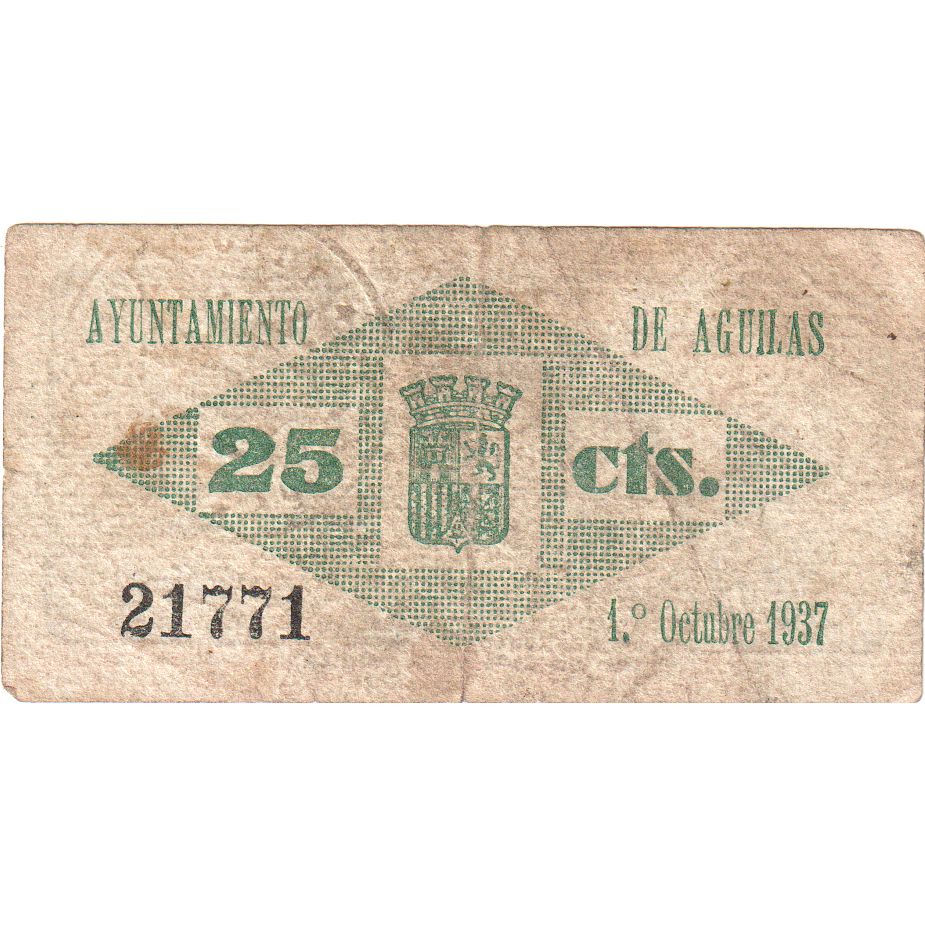 AYUNTAMIENTO DE AGUILAS
25 cts.
21771
1.º Octubre 1937